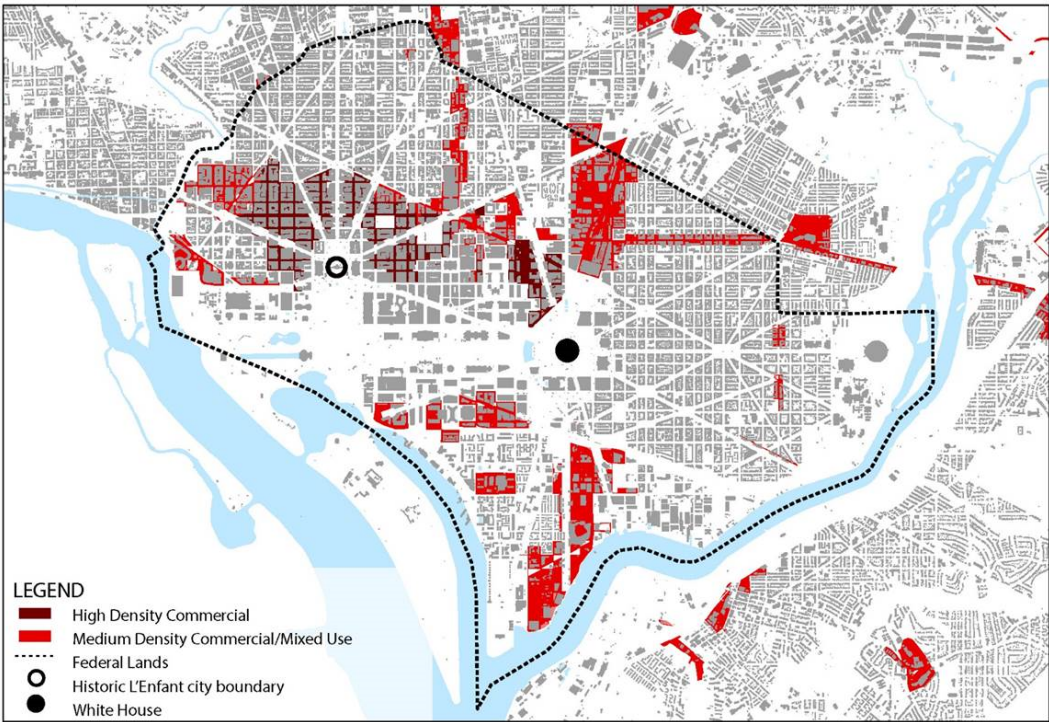 LEGEND
High Density Commercial
Medium Density Commercial/Mixed Use
Federal Lands
Historic L'Enfant city boundary
White House